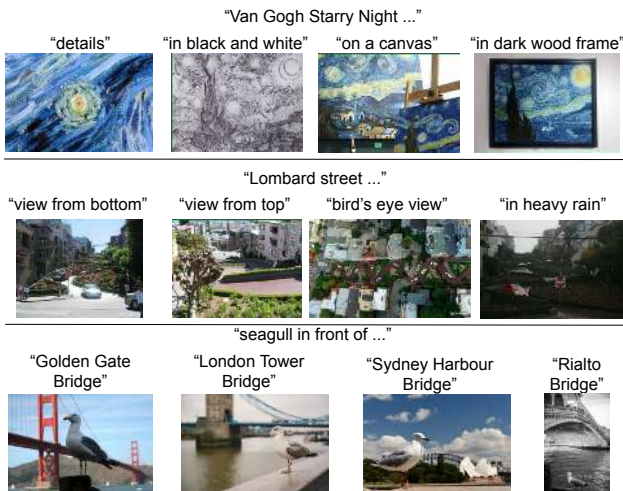 “Van Gogh Starry Night ...”
“details”
“in black and white”
“on a canvas”
“in dark wood frame”
“Lombard street ...”
“view from bottom”
“view from top”
“bird’s eye view”
“in heavy rain”
“seagull in front of ...”
“Golden Gate
Bridge”
“London Tower
Bridge”
“Sydney Harbour
Bridge”
“Rialto
Bridge”